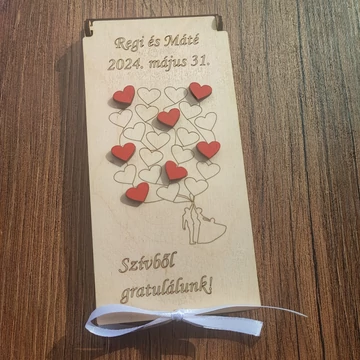 Regi és Máté
2024. május 31.
Szívből
gratulálunk!